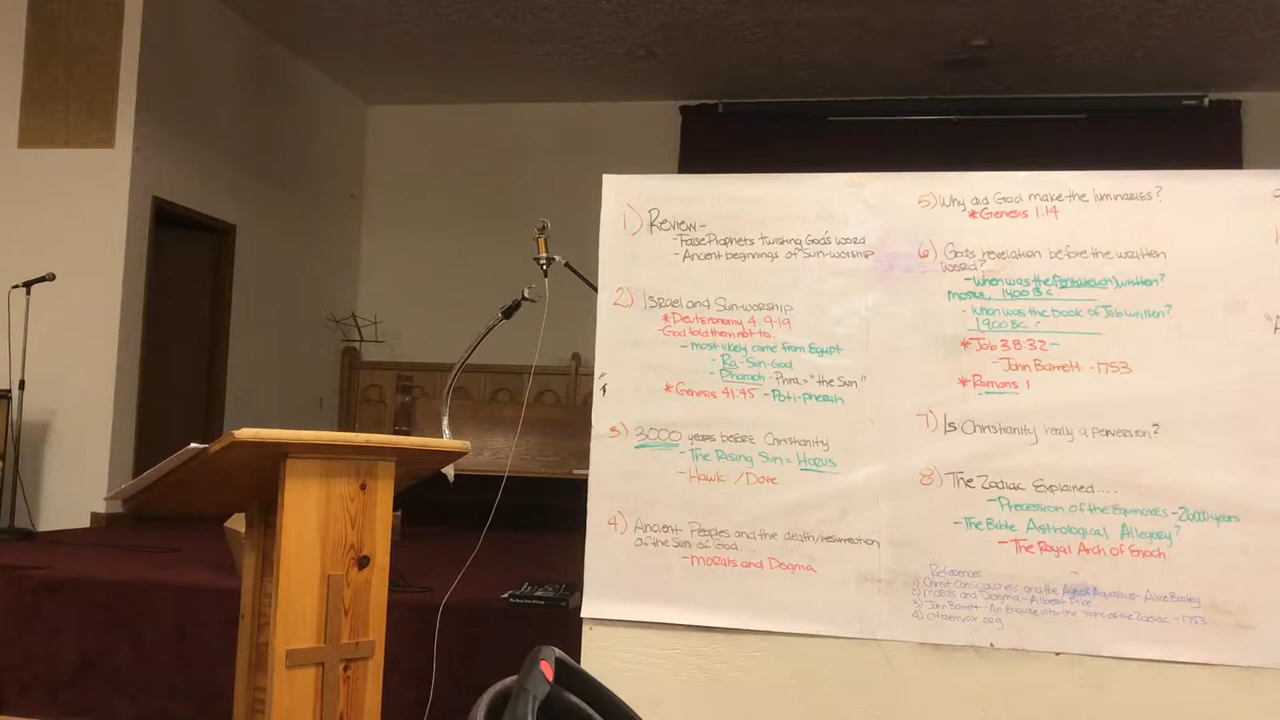 1) Review-
-False Prophets twisting God's word
-Ancient beginnings of Sun-worship
2) Israel and Sun-worship
*Deuteronomy 4:9-19
-God told them not to.
-most likely came from Egypt
-Ra-Sun-God
-Pharaoh-Phra="the Sun"
*Genesis 41:45-Poti-pherah
3) 3000 years before Christianity
-The Rising Sun = Horus
-Hawk/Dove
4) Ancient Peoples and the death/resurrection
of the Sun of God...
-Morals and Dogma
5) Why did God make the luminaries?
*Genesis 1:14
6) God's revelation before the written
word?
-When was the (Pentateuch) written?
Moses, 1400 B.C.
-When was the book of Job written?
1900 BC
*Job 38:32-
-John Barrett-1753
*Romans 1
7) Is Christianity really a perversion?
8) The Zodiac Explained....
-Precession of the Equinoxes-26000 years
-The Bible Astrological Allegory?
-The Royal Arch of Enoch
References
1) Christ Consciousness and the Age of Aquarius- Alice Bailey
2) Morals and Dogma - Albert Pike
3) John Barrett- An Enquire into the Signs of the Zodiac -1753